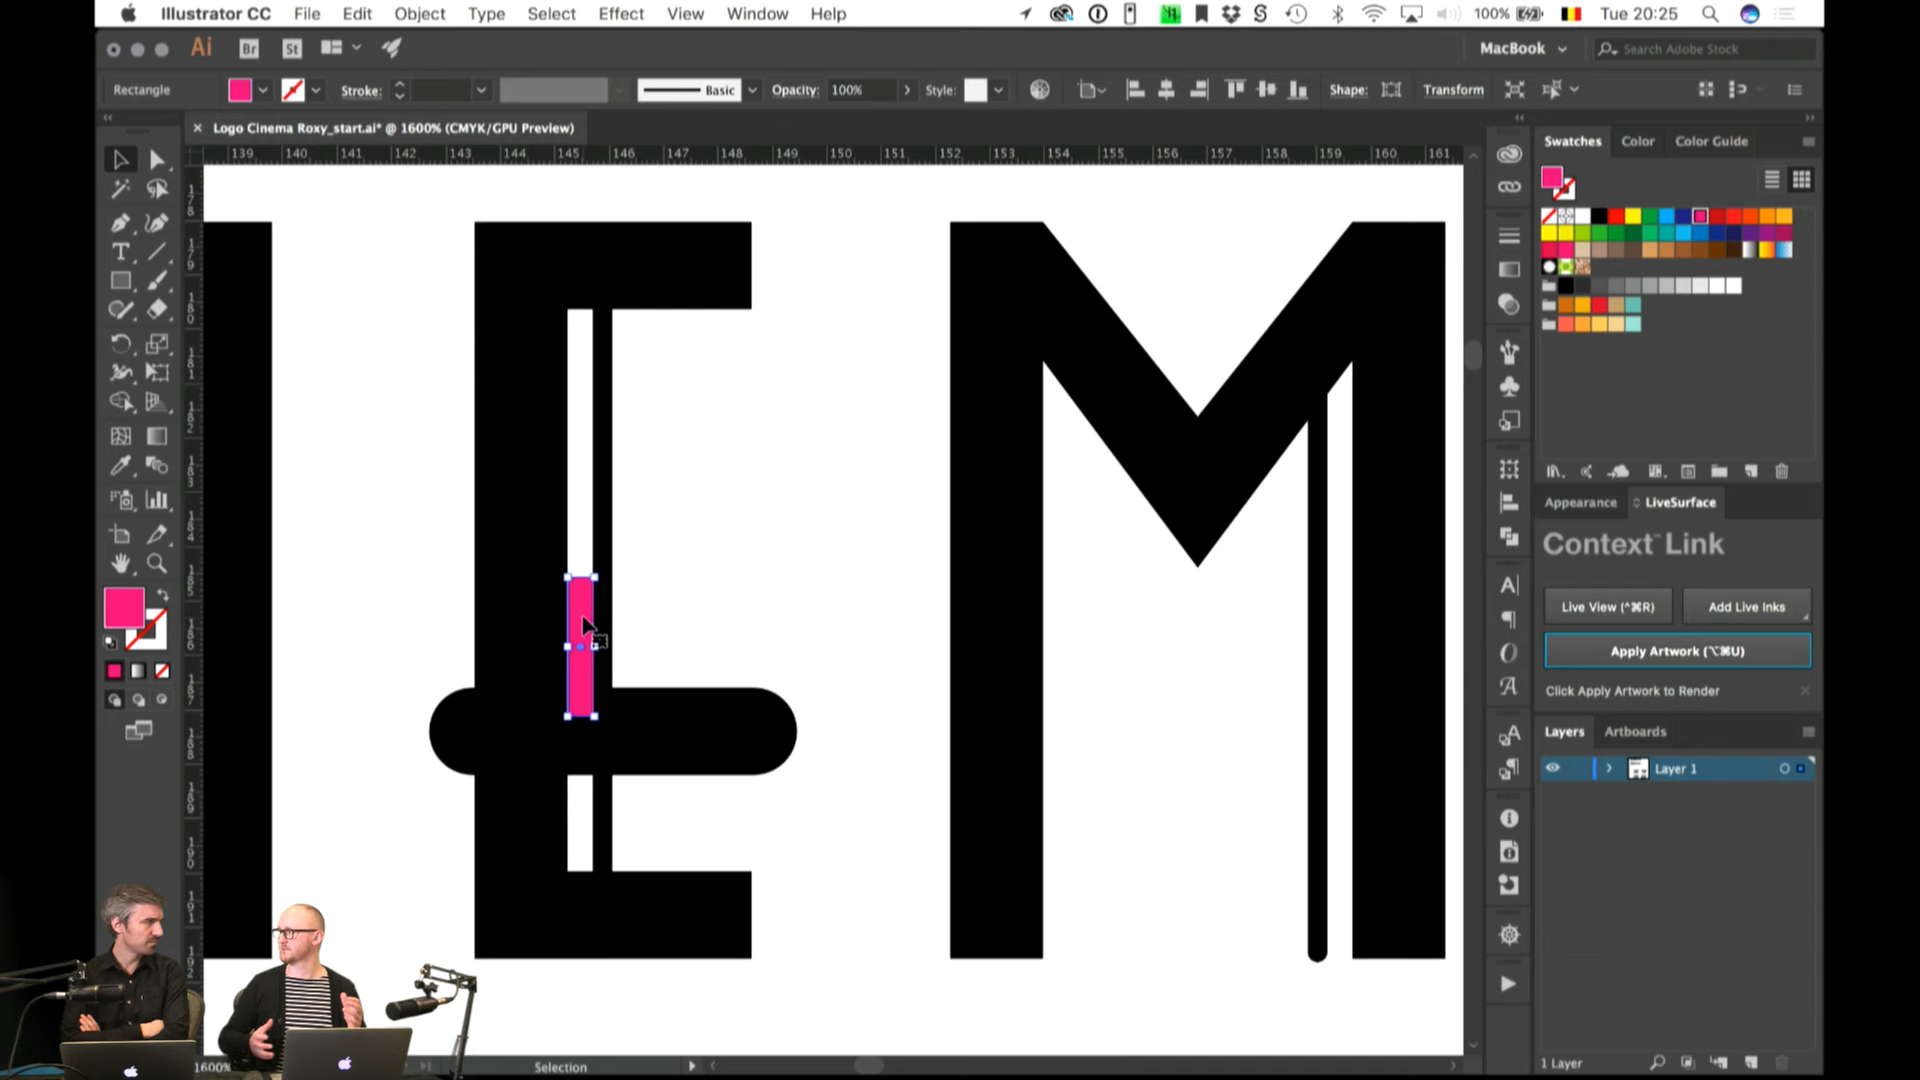 Illustrator CC File Edit Object Type Select Effect View Window Help 100% Tue 20:25
Ai Br St MacBook Search Adobe Stock
Rectangle Stroke: Basic Opacity: 100% Style: Shape: Transform
Logo Cinema Roxy_start.ai* @ 1600% (CMYK/GPU Preview)
139 140 141 142 143 144 145 146 147 148 149 150 151 152 153 154 155 156 157 158 159 160 161
Swatches Color Color Guide
E M
Appearance LiveSurface
Context™ Link
Live View (^⌘R) Add Live Inks
Apply Artwork (⌥⌘U)
Click Apply Artwork to Render
Layers Artboards
Layer 1
1600% Selection 1 Layer